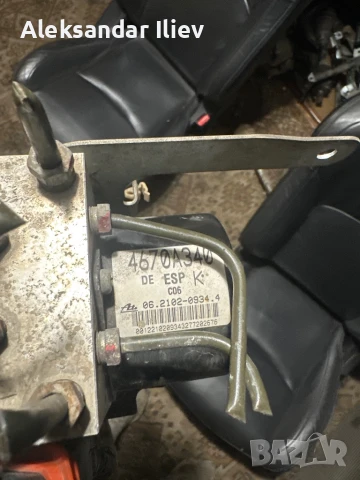 Aleksandar Iliev
4670A340
DE ESP K
C06
06.2102-0934.4
BAZAR